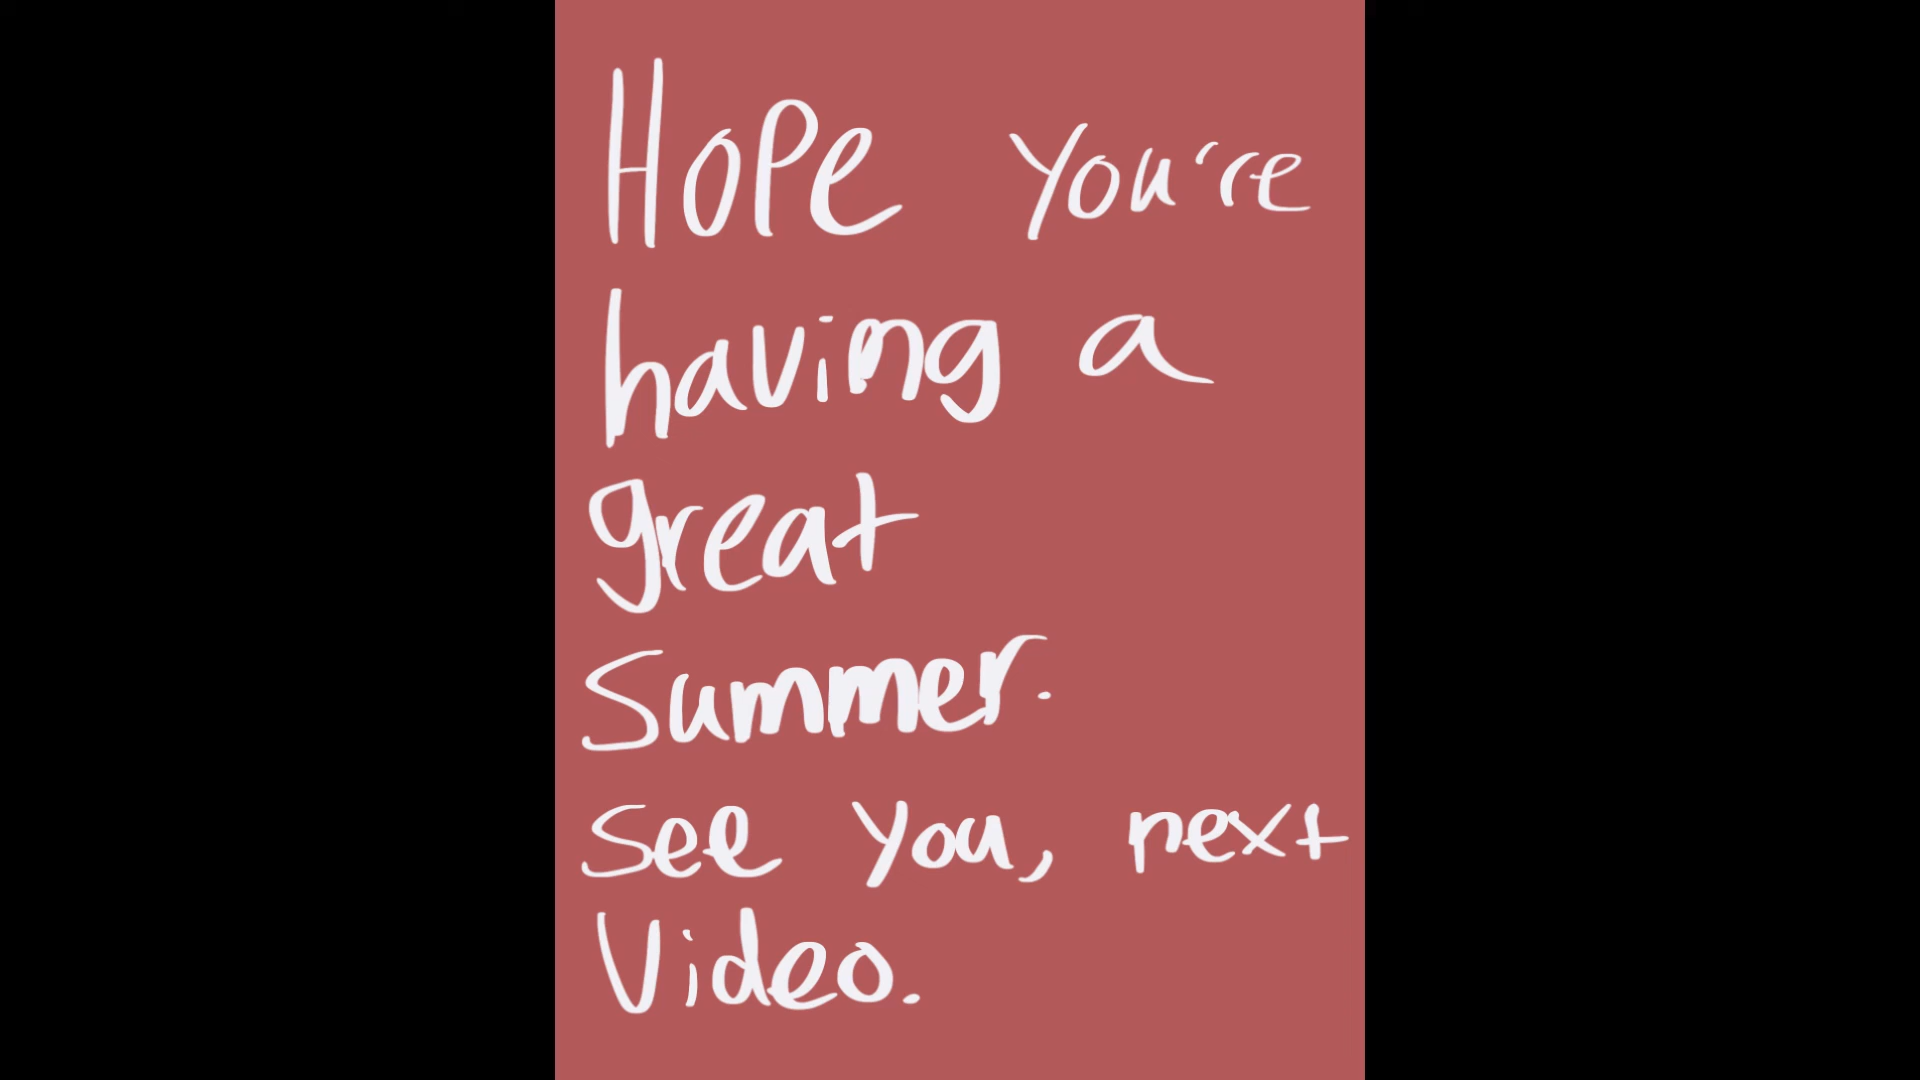 Hope you're
having a
great
Summer.
See you, next
Video.